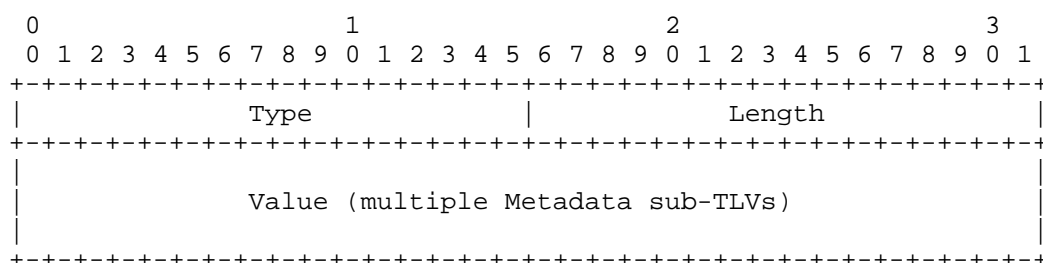 0                   1                   2                   3
 0 1 2 3 4 5 6 7 8 9 0 1 2 3 4 5 6 7 8 9 0 1 2 3 4 5 6 7 8 9 0 1
+-+-+-+-+-+-+-+-+-+-+-+-+-+-+-+-+-+-+-+-+-+-+-+-+-+-+-+-+-+-+-+-+
|              Type             |            Length             |
+-+-+-+-+-+-+-+-+-+-+-+-+-+-+-+-+-+-+-+-+-+-+-+-+-+-+-+-+-+-+-+-+
|                                                               |
|              Value (multiple Metadata sub-TLVs)               |
|                                                               |
+-+-+-+-+-+-+-+-+-+-+-+-+-+-+-+-+-+-+-+-+-+-+-+-+-+-+-+-+-+-+-+-+